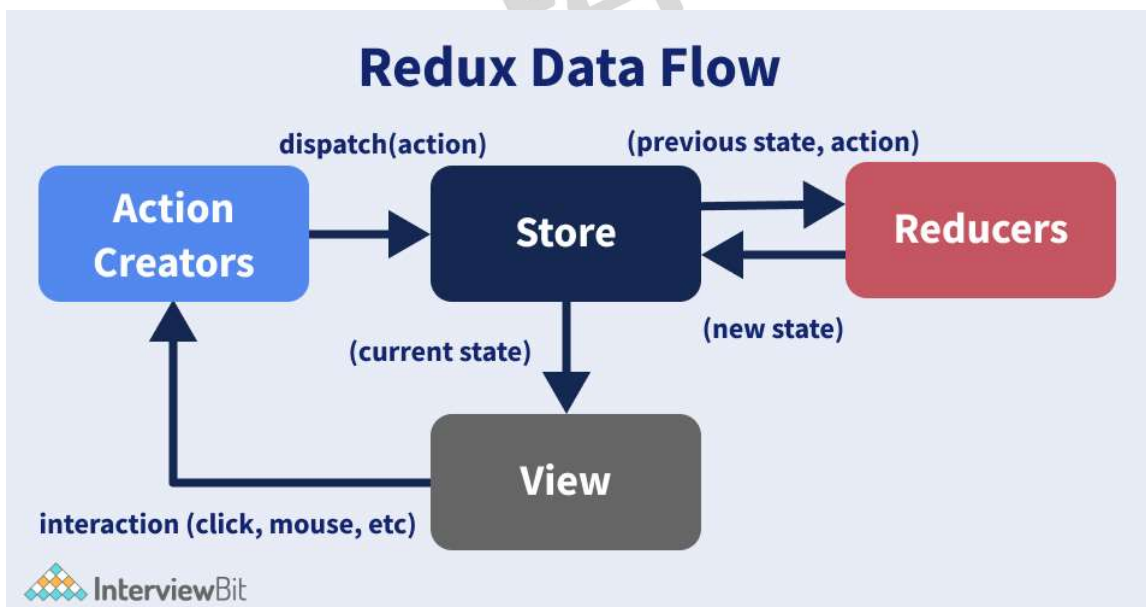 Redux Data Flow
dispatch(action)
(previous state, action)
Action
Creators
Store
Reducers
(current state)
(new state)
View
interaction (click, mouse, etc)
InterviewBit